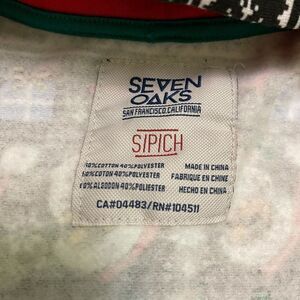 SEVEN
OAKS
SAN FRANCISCO.CALIFORNIA
S/P/CH
60%COTTON 40%POLYESTER MADE IN CHINA
60%COTON 40%POLYESTER FABRIQUE EN CHINE
60%ALGODON 40%POLIESTER HECHO EN CHINA
CA#04483/RN#104511